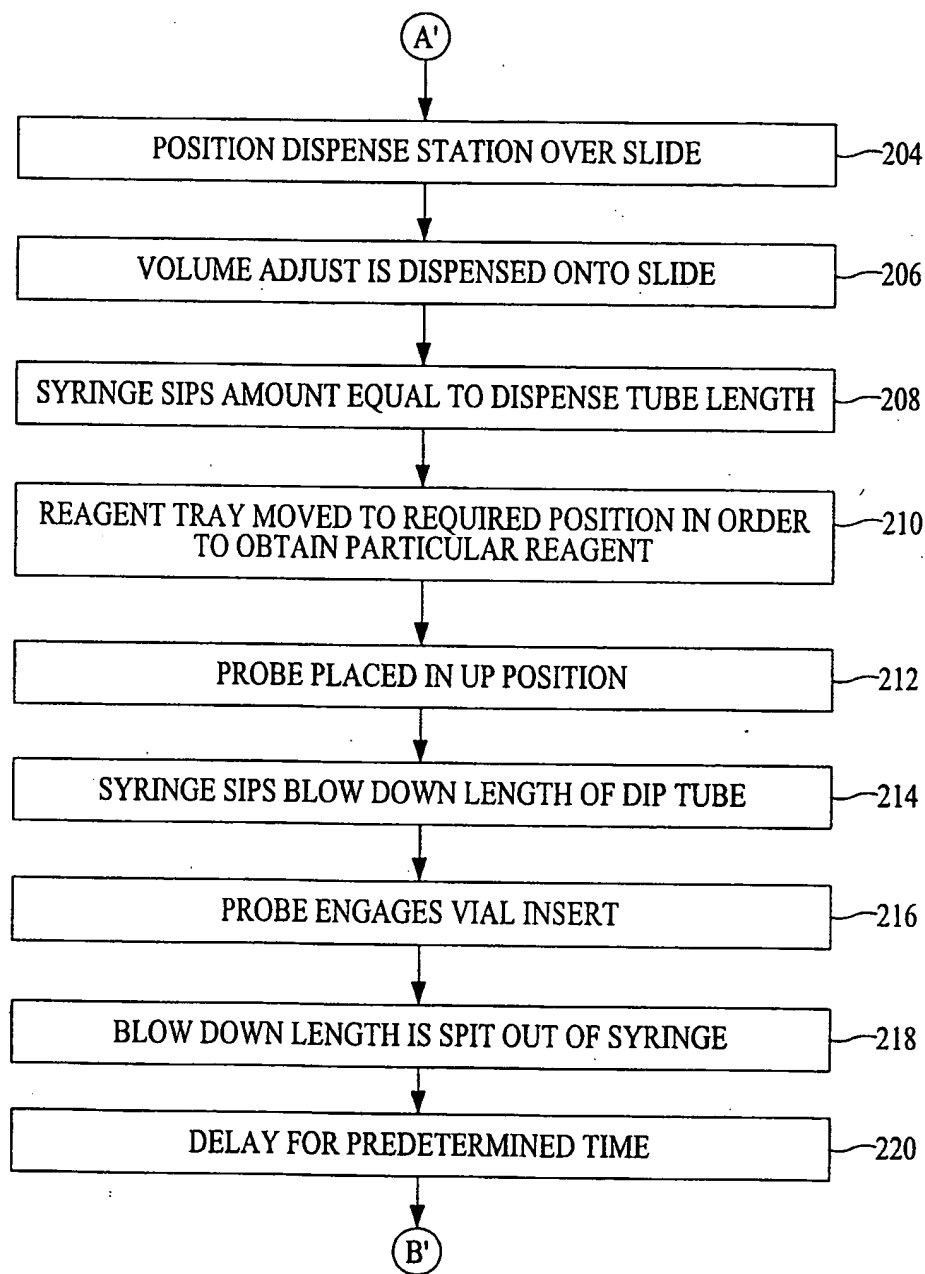 A'
POSITION DISPENSE STATION OVER SLIDE
204
VOLUME ADJUST IS DISPENSED ONTO SLIDE
206
SYRINGE SIPS AMOUNT EQUAL TO DISPENSE TUBE LENGTH
208
REAGENT TRAY MOVED TO REQUIRED POSITION IN ORDER
TO OBTAIN PARTICULAR REAGENT
210
PROBE PLACED IN UP POSITION
212
SYRINGE SIPS BLOW DOWN LENGTH OF DIP TUBE
214
PROBE ENGAGES VIAL INSERT
216
BLOW DOWN LENGTH IS SPIT OUT OF SYRINGE
218
DELAY FOR PREDETERMINED TIME
220
B'